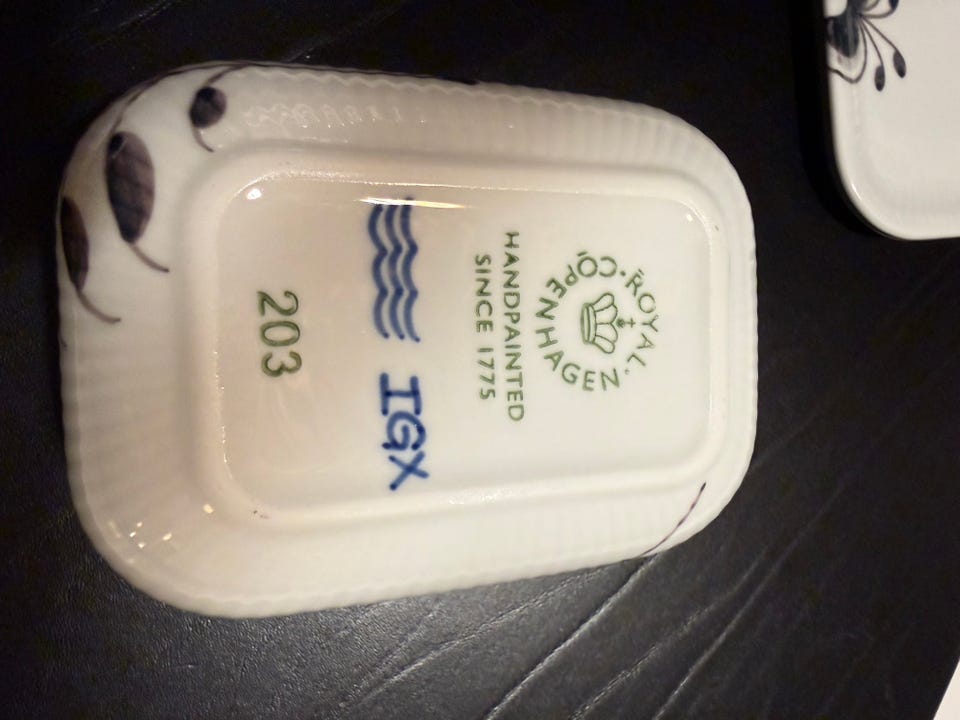 ROYAL
COPENHAGEN
HANDPAINTED
SINCE 1775
IGX
203